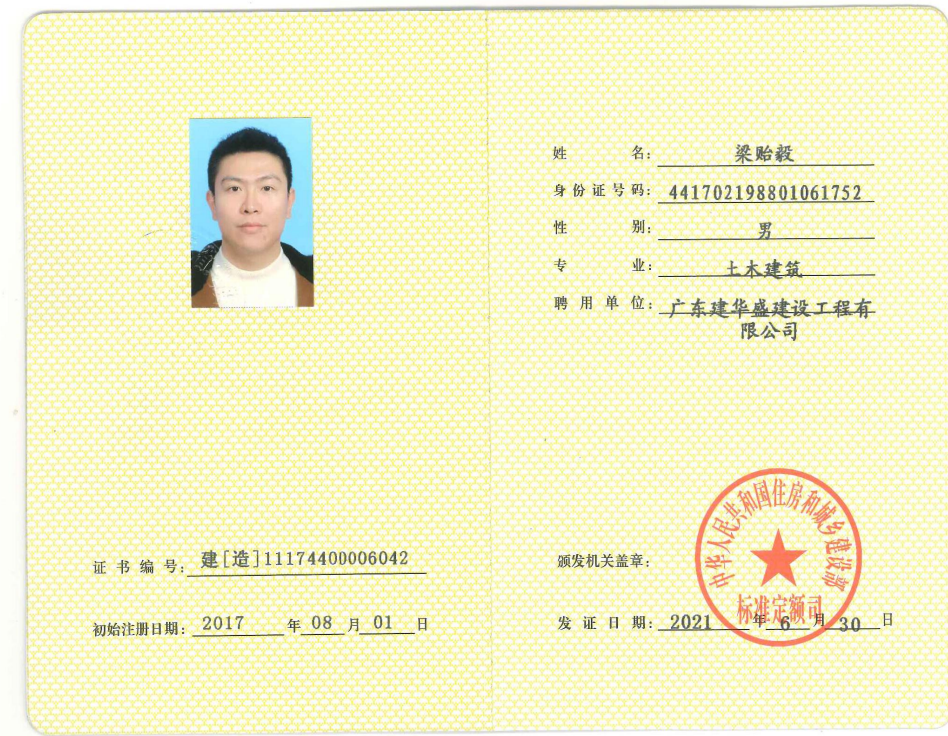 姓名：梁贻毅
身份证号码：441702198801061752
性别：男
专业：土木建筑
聘用单位：广东建华盛建设工程有
限公司
证书编号：建[造]11174400006042
初始注册日期：2017年08月01日
颁发机关盖章：
中华人民共和国住房和城乡建设部
标准定额司
发证日期：2021年6月30日